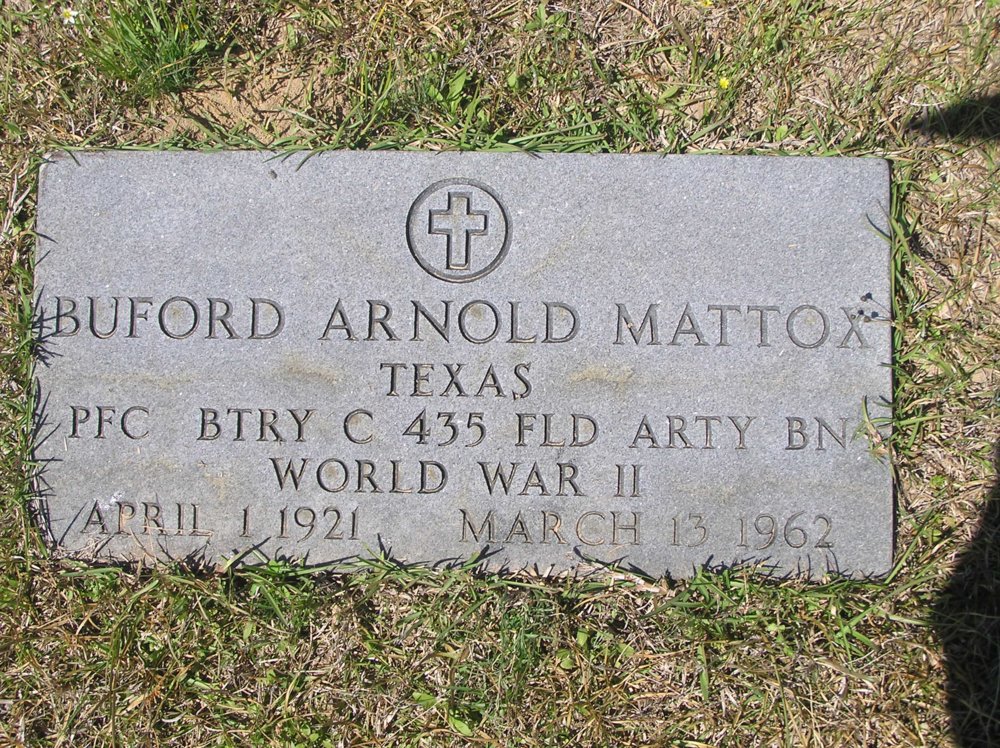 BUFORD ARNOLD MATTOX
TEXAS
PFC BTRY C 435 FLD ARTY BN
WORLD WAR II
APRIL 1 1921 MARCH 13 1962